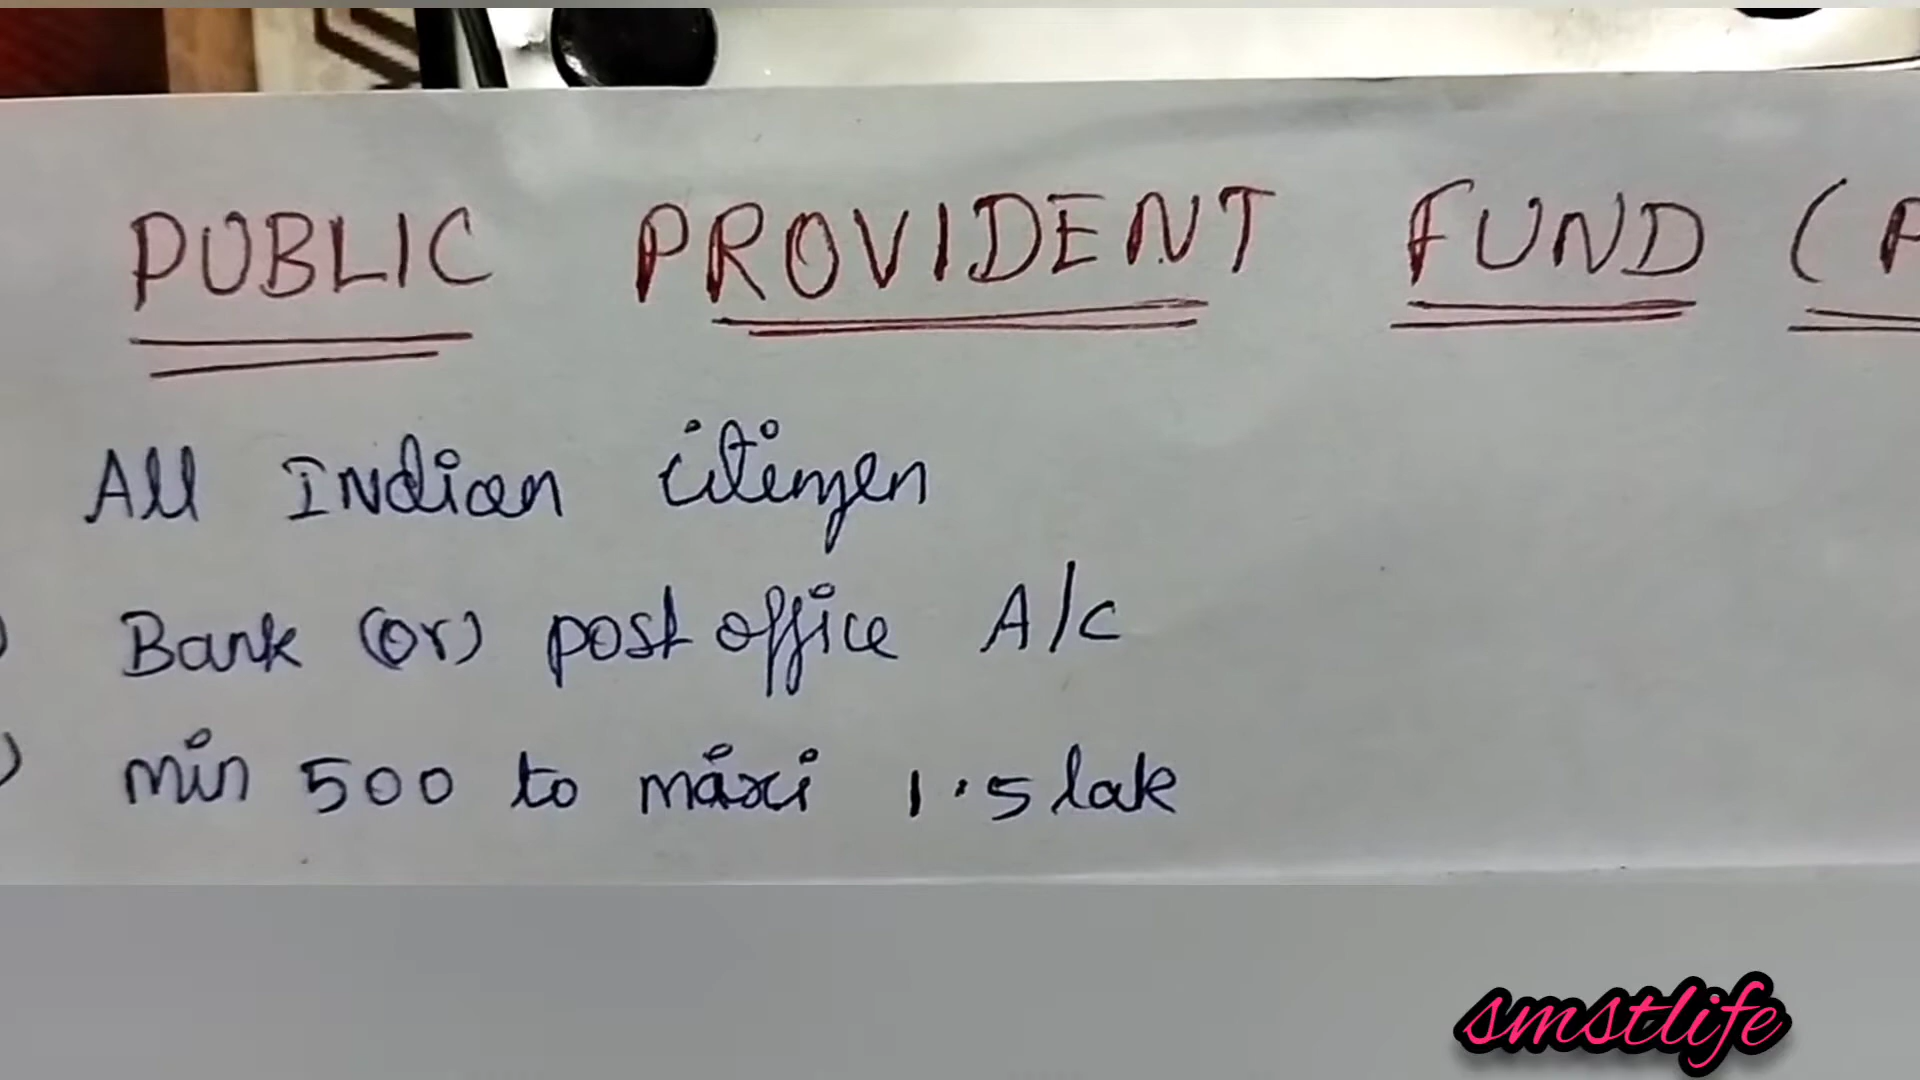 PUBLIC PROVIDENT FUND (P
All Indian citizen
) Bank (or) post office A/c
) min 500 to maxi 1.5 lak
smstlife